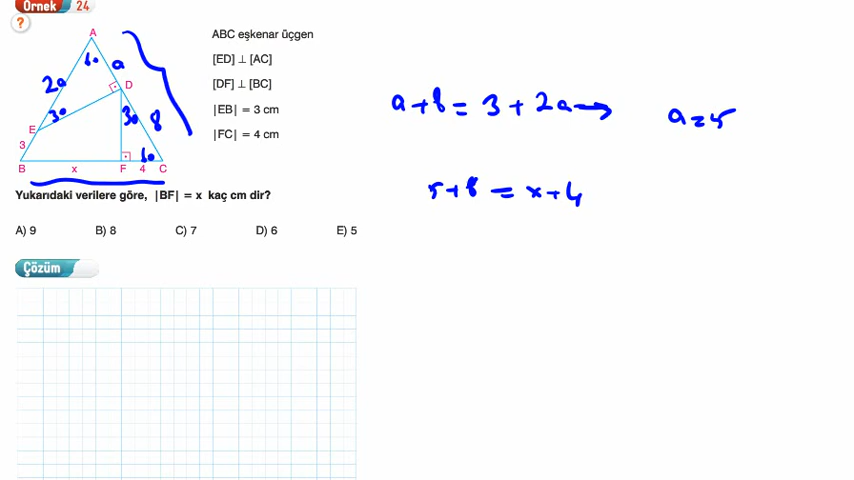 Örnek 24
?
A
60 a
2a
D
30
30 8
E
3
60
B x F 4 C
ABC eşkenar üçgen
[ED] ⊥ [AC]
[DF] ⊥ [BC]
|EB| = 3 cm
|FC| = 4 cm
a+8=3+2a→ a=5
5+8=x+4
Yukarıdaki verilere göre, |BF| = x kaç cm dir?
A) 9 B) 8 C) 7 D) 6 E) 5
Çözüm